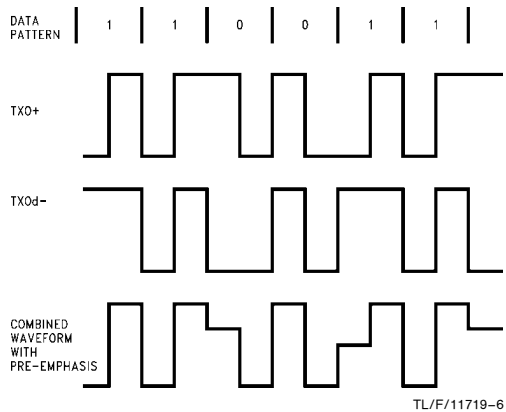 DATA
PATTERN
1 1 0 0 1 1
TXO+
TXOd-
COMBINED
WAVEFORM
WITH
PRE-EMPHASIS
TL/F/11719-6